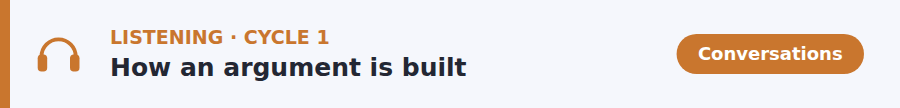 LISTENING · CYCLE 1
How an argument is built
Conversations